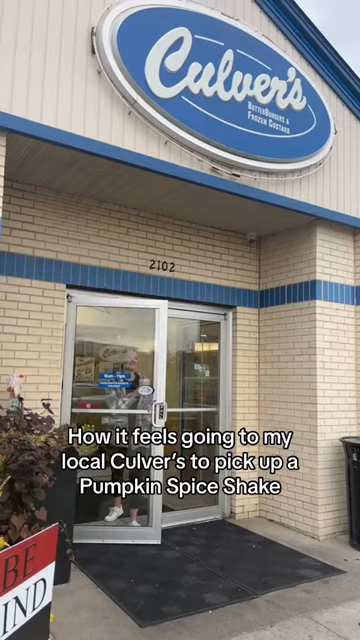 Culver's
ButterBurgers &
Frozen Custard
2102
How it feels going to my
local Culver's to pick up a
Pumpkin Spice Shake
BE
IND